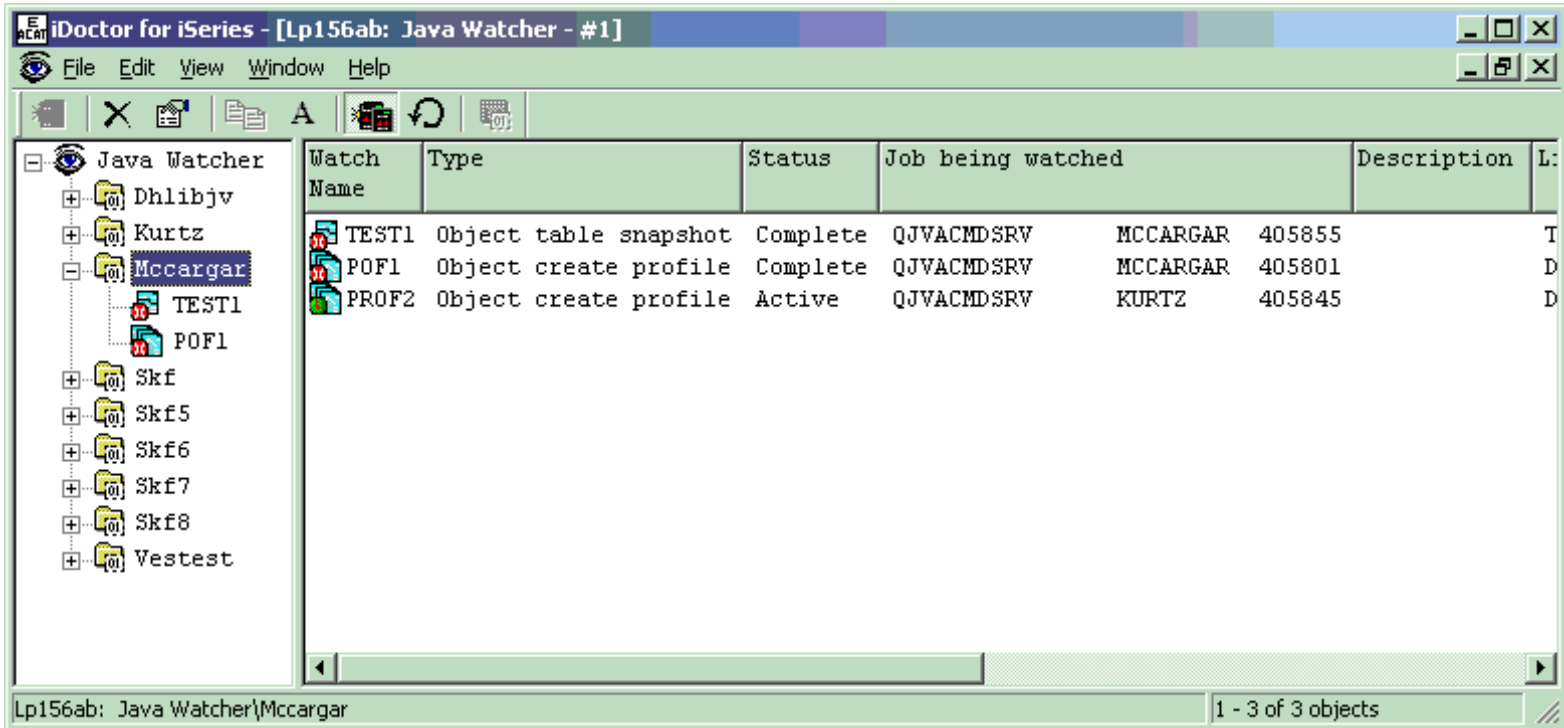 iDoctor for iSeries - [Lp156ab: Java Watcher - #1]
File Edit View Window Help
A
Java Watcher
Dhlibjv
Kurtz
Mccargar
TEST1
POF1
Skf
Skf5
Skf6
Skf7
Skf8
Vestest
Watch Name Type Status Job being watched Description
TEST1 Object table snapshot Complete QJVACMDSRV MCCARGAR 405855 T
POF1 Object create profile Complete QJVACMDSRV MCCARGAR 405801 D
PROF2 Object create profile Active QJVACMDSRV KURTZ 405845 D
Lp156ab: Java Watcher\Mccargar
1 - 3 of 3 objects